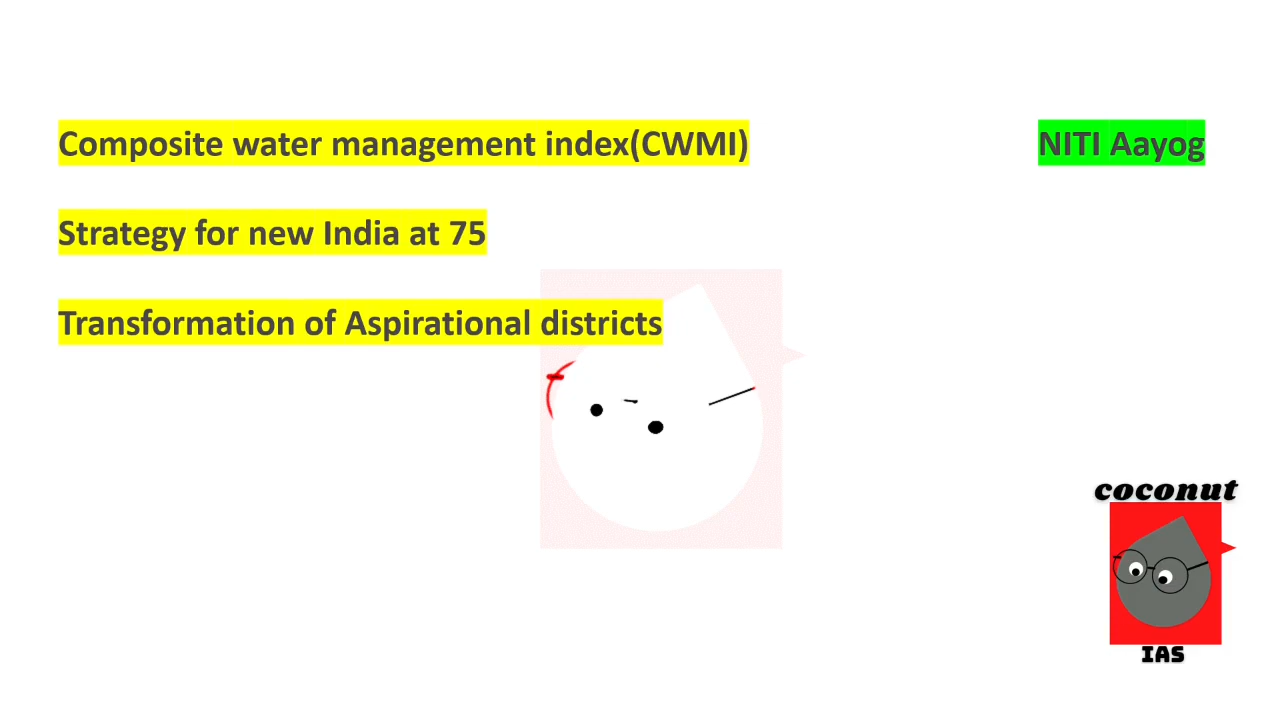 Composite water management index(CWMI) NITI Aayog
Strategy for new India at 75
Transformation of Aspirational districts
coconut
IAS